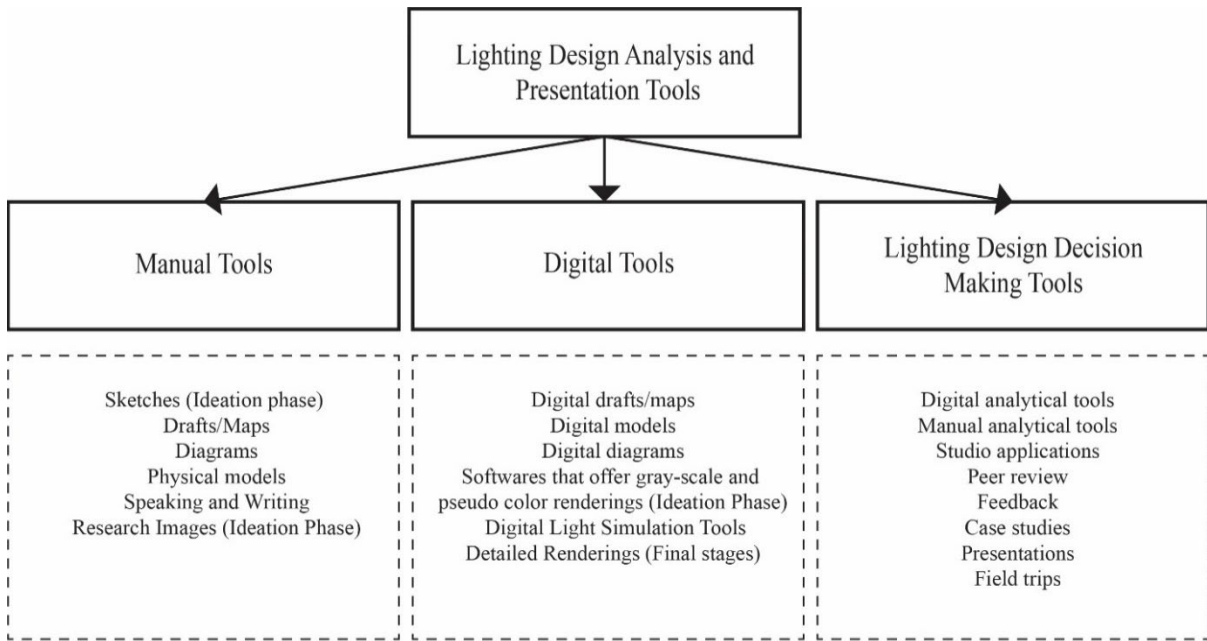 Lighting Design Analysis and
Presentation Tools
Manual Tools
Digital Tools
Lighting Design Decision
Making Tools
Sketches (Ideation phase)
Drafts/Maps
Diagrams
Physical models
Speaking and Writing
Research Images (Ideation Phase)
Digital drafts/maps
Digital models
Digital diagrams
Softwares that offer gray-scale and
pseudo color renderings (Ideation Phase)
Digital Light Simulation Tools
Detailed Renderings (Final stages)
Digital analytical tools
Manual analytical tools
Studio applications
Peer review
Feedback
Case studies
Presentations
Field trips